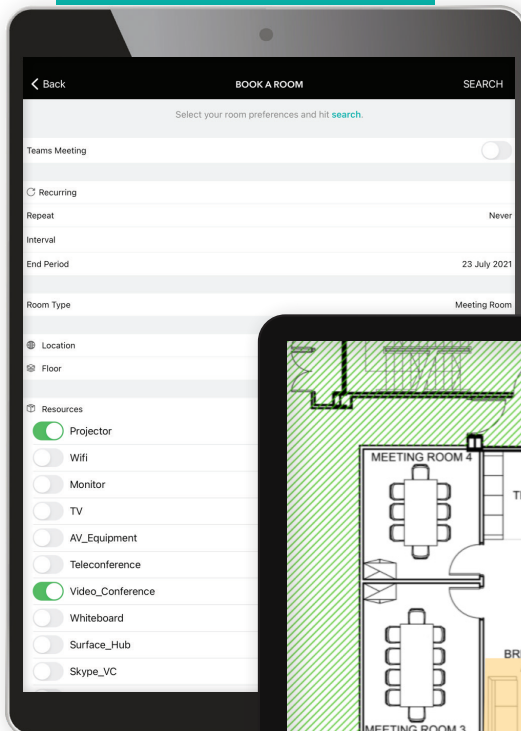 Back
BOOK A ROOM
SEARCH
Select your room preferences and hit search.
Teams Meeting
Recurring
Repeat Never
Interval
End Period 23 July 2021
Room Type Meeting Room
Location
Floor
Resources
Projector
Wifi
Monitor
TV
AV_Equipment
Teleconference
Video_Conference
Whiteboard
Surface_Hub
Skype_VC
MEETING ROOM 4
MEETING ROOM 3